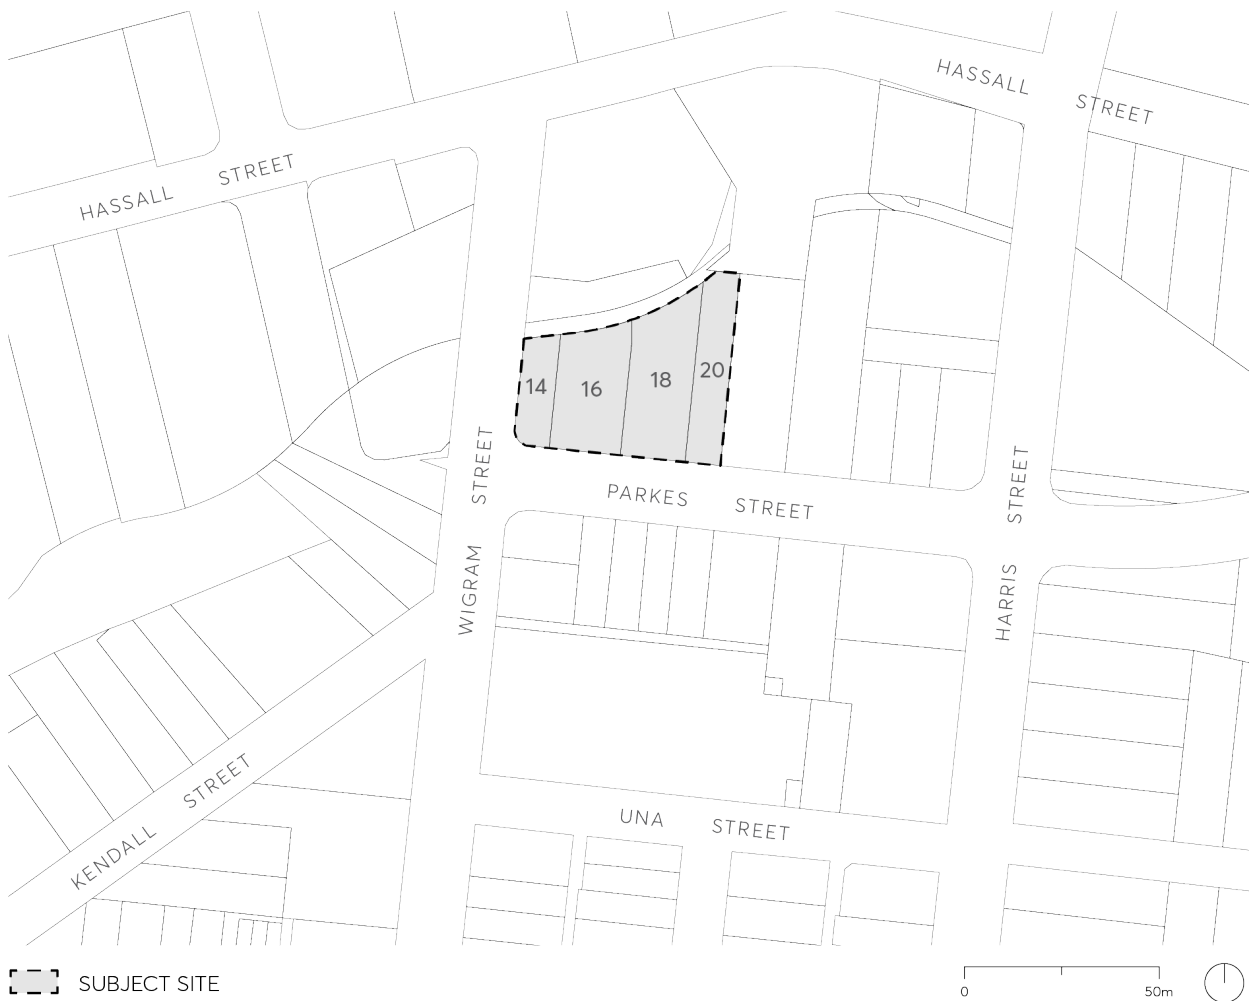 HASSALL
STREET
HASSALL STREET
14 16 18 20
PARKES STREET
WIGRAM STREET
HARRIS STREET
KENDALL STREET
UNA STREET
SUBJECT SITE
0 50m